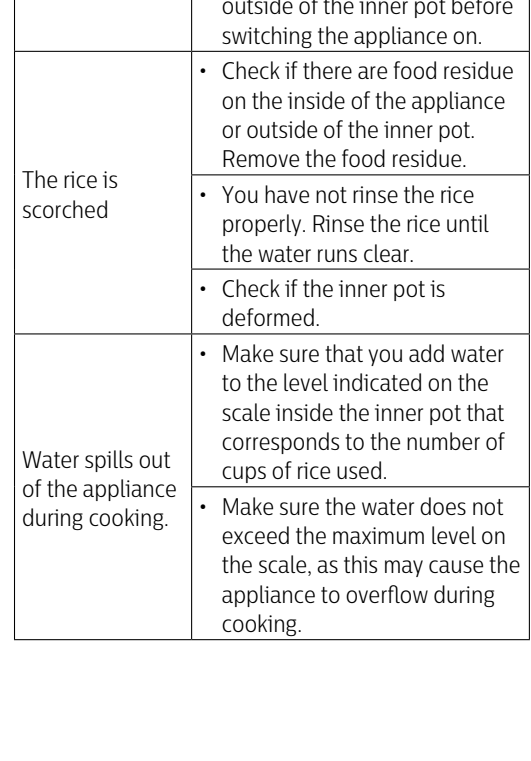 outside of the inner pot before
switching the appliance on.
The rice is
scorched
• Check if there are food residue
on the inside of the appliance
or outside of the inner pot.
Remove the food residue.
• You have not rinse the rice
properly. Rinse the rice until
the water runs clear.
• Check if the inner pot is
deformed.
Water spills out
of the appliance
during cooking.
• Make sure that you add water
to the level indicated on the
scale inside the inner pot that
corresponds to the number of
cups of rice used.
• Make sure the water does not
exceed the maximum level on
the scale, as this may cause the
appliance to overflow during
cooking.